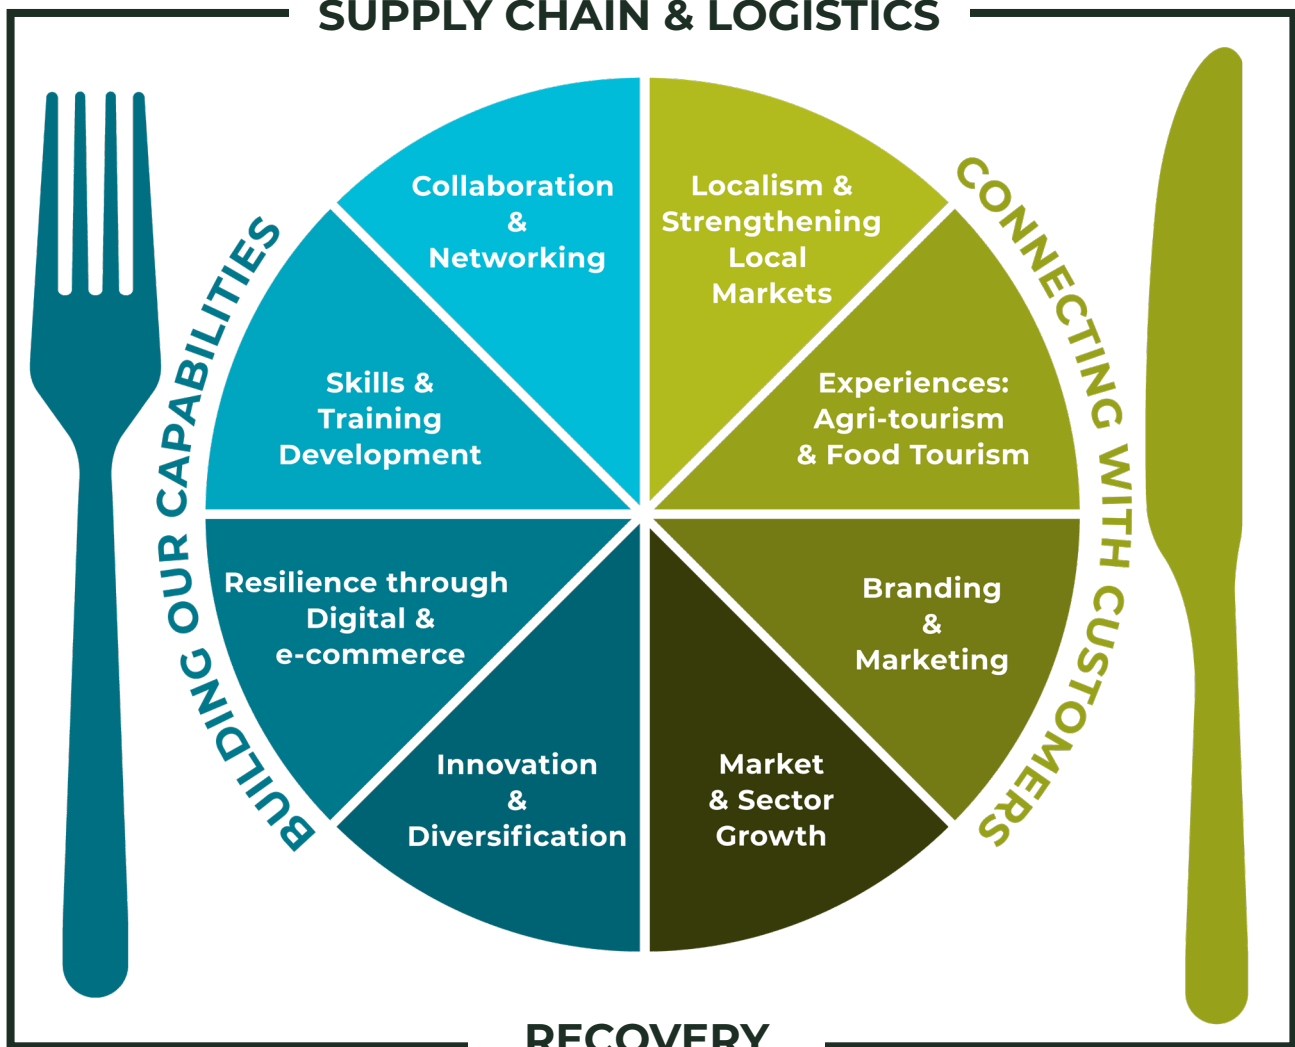 SUPPLY CHAIN & LOGISTICS
Collaboration
&
Networking
Localism &
Strengthening
Local
Markets
Skills &
Training
Development
Experiences:
Agri-tourism
& Food Tourism
BUILDING OUR CAPABILITIES
CONNECTING WITH CUSTOMERS
Resilience through
Digital &
e-commerce
Branding
&
Marketing
Innovation
&
Diversification
Market
& Sector
Growth
RECOVERY